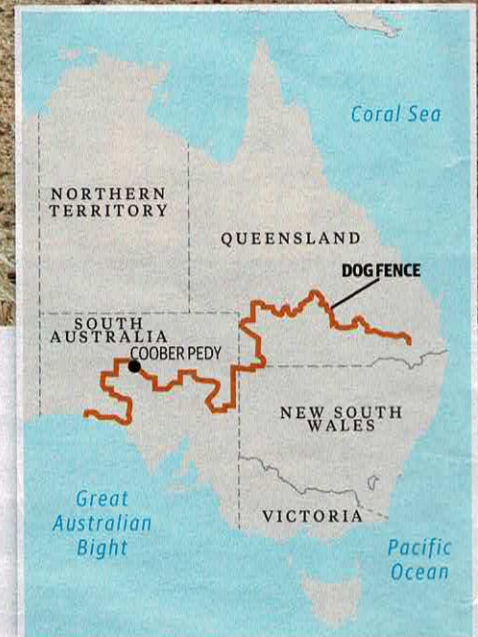 Coral Sea
NORTHERN
TERRITORY
QUEENSLAND
DOG FENCE
SOUTH
AUSTRALIA
COOBER PEDY
NEW SOUTH
WALES
Great
Australian
Bight
VICTORIA
Pacific
Ocean